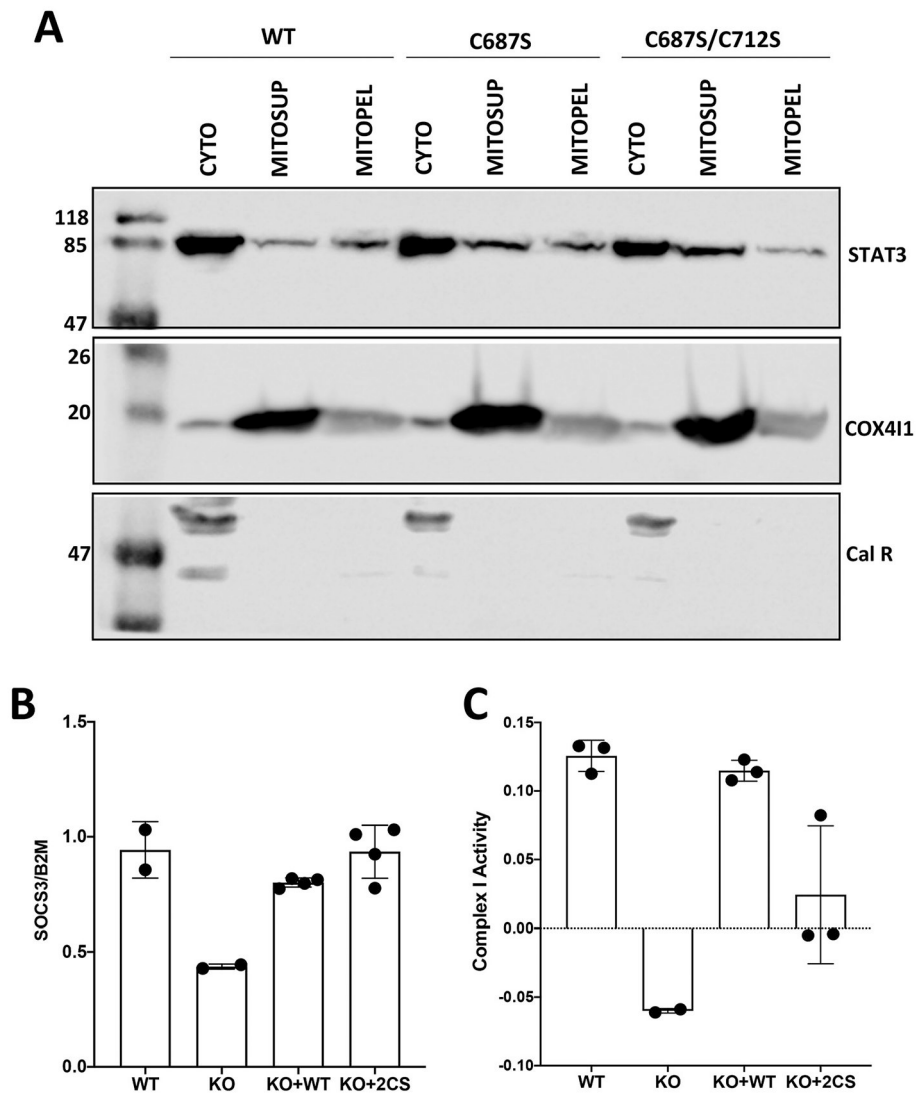 A
WT C687S C687S/C712S
CYTO MITOSUP MITOPEL CYTO MITOSUP MITOPEL CYTO MITOSUP MITOPEL
118
85
STAT3
47
26
20
COX4I1
47
Cal R
B
SOCS3/B2M
1.5
1.0
0.5
0.0
WT KO KO+WT KO+2CS
C
Complex I Activity
0.15
0.10
0.05
0.00
-0.05
-0.10
WT KO KO+WT KO+2CS